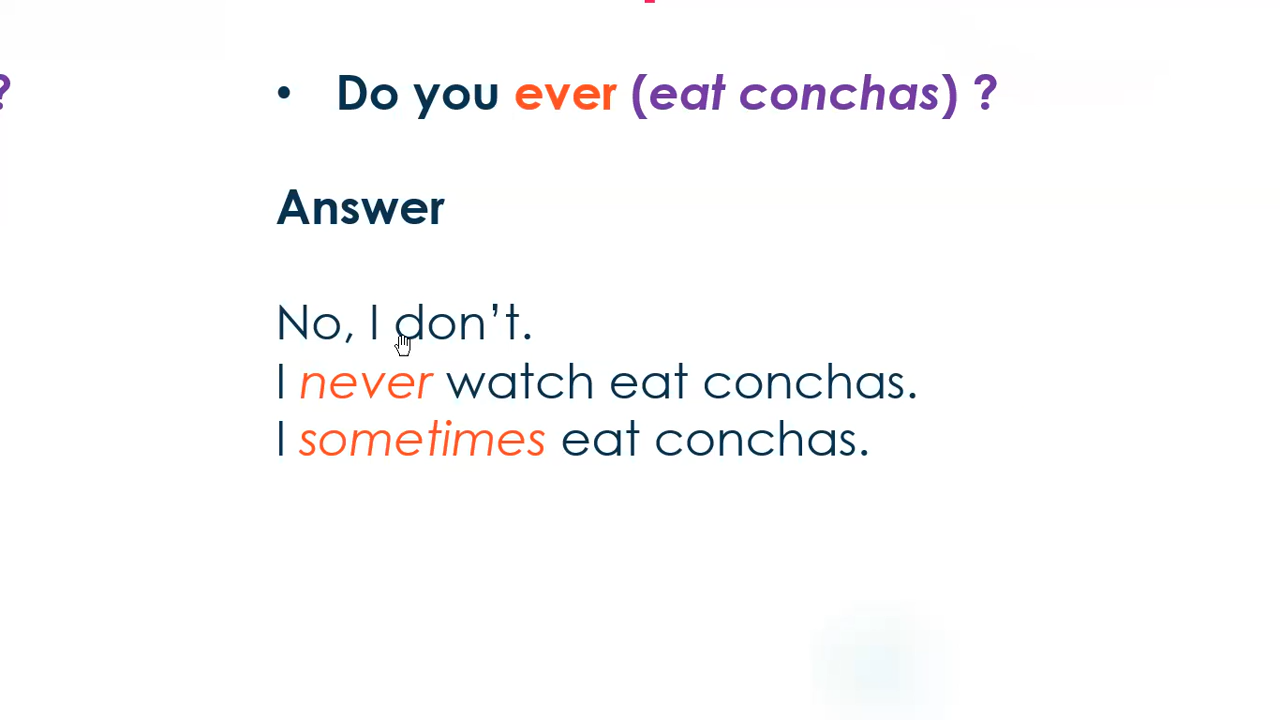 ?
• Do you ever (eat conchas) ?
Answer
No, I don’t.
I never watch eat conchas.
I sometimes eat conchas.